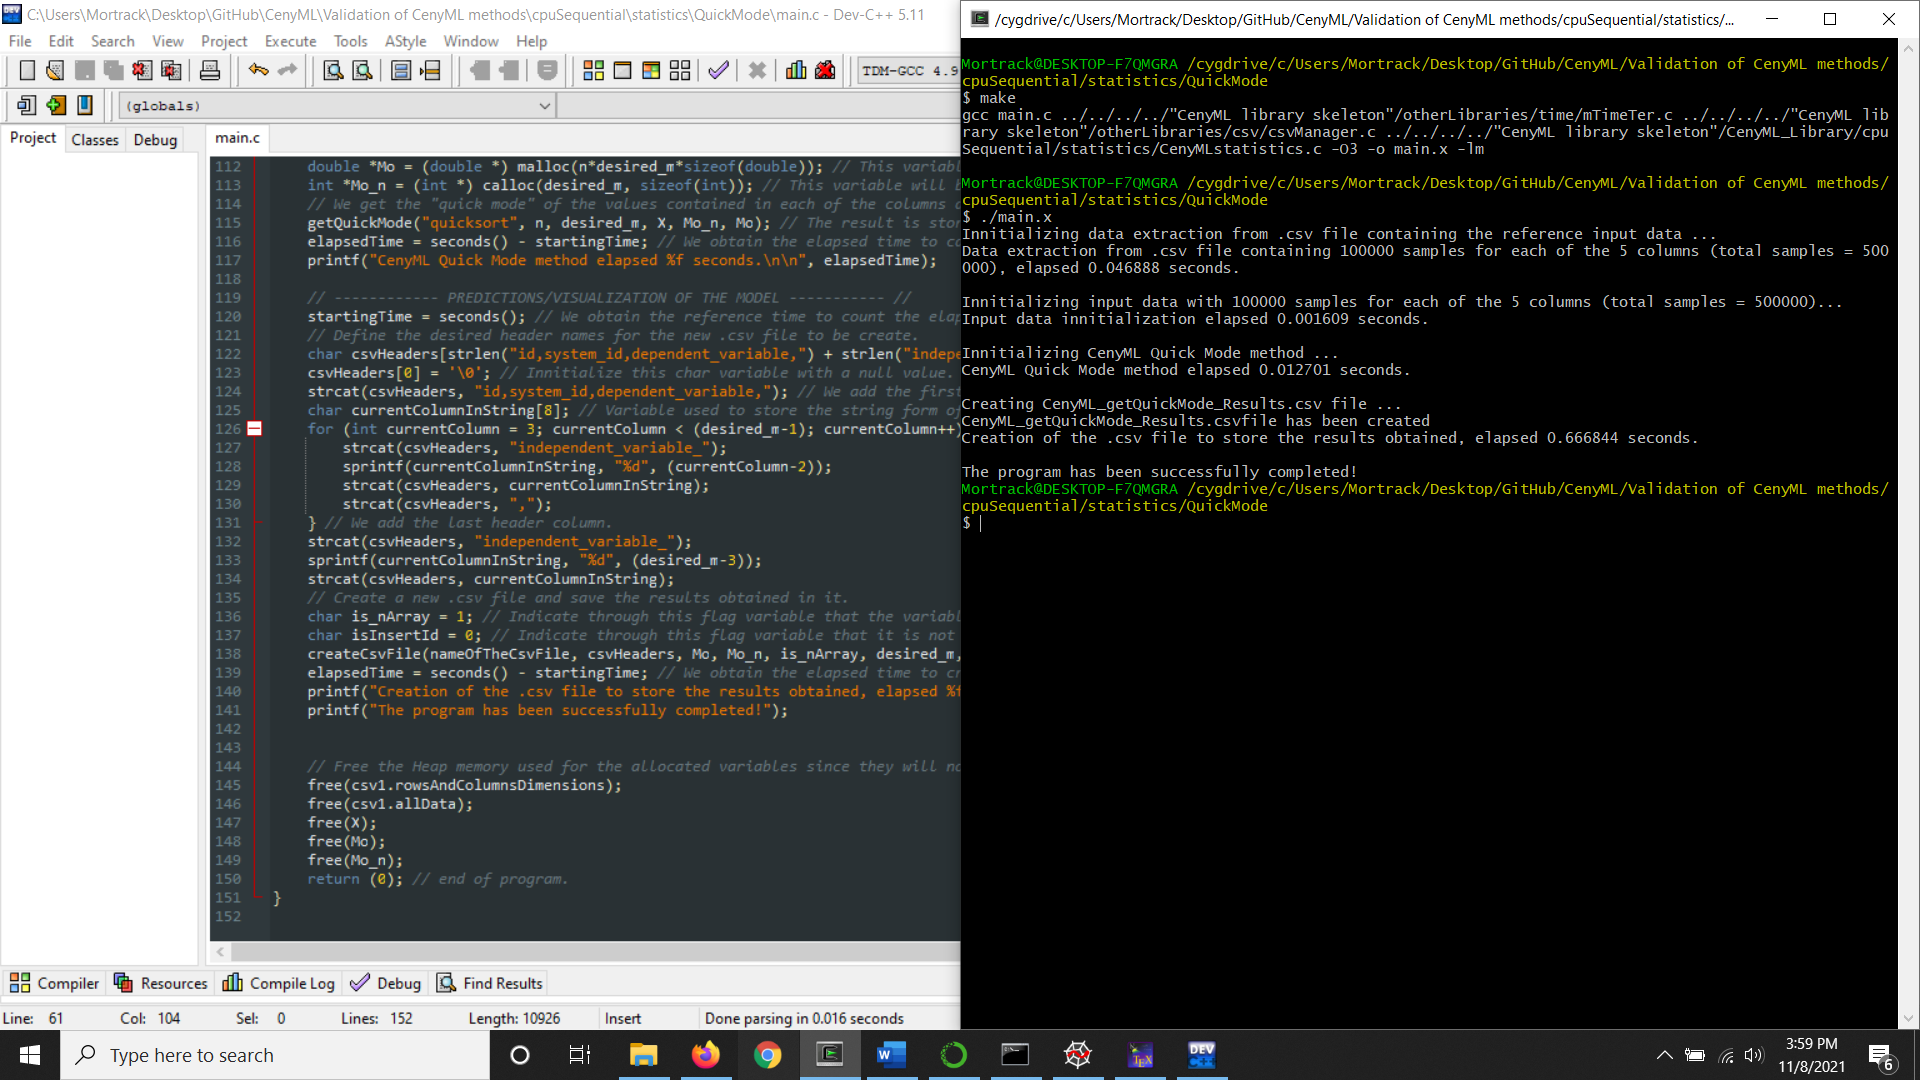 C:\Users\Mortrack\Desktop\GitHub\CenyML\Validation of CenyML methods\cpuSequential\statistics\QuickMode\main.c - Dev-C++ 5.11
File Edit Search View Project Execute Tools AStyle Window Help
TDM-GCC 4.9
(globals)
Project Classes Debug
main.c
112 double *Mo = (double *) malloc(n*desired_m*sizeof(double)); // This variabl
113 int *Mo_n = (int *) calloc(desired_m, sizeof(int)); // This variable will b
114 // We get the "quick mode" of the values contained in each of the columns
115 getQuickMode("quicksort", n, desired_m, X, Mo_n, Mo); // The result is stor
116 elapsedTime = seconds() - startingTime; // We obtain the elapsed time to co
117 printf("CenyML Quick Mode method elapsed %f seconds.\n\n", elapsedTime);
118
119 // ------------ PREDICTIONS/VISUALIZATION OF THE MODEL ----------- //
120 startingTime = seconds(); // We obtain the reference time to count the elap
121 // Define the desired header names for the new .csv file to be create.
122 char csvHeaders[strlen("id,system_id,dependent_variable,") + strlen("indepe
123 csvHeaders[0] = '\0'; // Innitialize this char variable with a null value.
124 strcat(csvHeaders, "id,system_id,dependent_variable,"); // We add the first
125 char currentColumnInString[8]; // Variable used to store the string form of
126 for (int currentColumn = 3; currentColumn < (desired_m-1); currentColumn++)
127 strcat(csvHeaders, "independent_variable_");
128 sprintf(currentColumnInString, "%d", (currentColumn-2));
129 strcat(csvHeaders, currentColumnInString);
130 strcat(csvHeaders, ",");
131 } // We add the last header column.
132 strcat(csvHeaders, "independent_variable_");
133 sprintf(currentColumnInString, "%d", (desired_m-3));
134 strcat(csvHeaders, currentColumnInString);
135 // Create a new .csv file and save the results obtained in it.
136 char is_nArray = 1; // Indicate through this flag variable that the variabl
137 char isInsertId = 0; // Indicate through this flag variable that it is not
138 createCsvFile(nameOfTheCsvFile, csvHeaders, Mo, Mo_n, is_nArray, desired_m,
139 elapsedTime = seconds() - startingTime; // We obtain the elapsed time to cr
140 printf("Creation of the .csv file to store the results obtained, elapsed %f
141 printf("The program has been successfully completed!");
142
143
144 // Free the Heap memory used for the allocated variables since they will no
145 free(csv1.rowsAndColumnsDimensions);
146 free(csv1.allData);
147 free(X);
148 free(Mo);
149 free(Mo_n);
150 return (0); // end of program.
151 }
152
Compiler Resources Compile Log Debug Find Results
Line: 61 Col: 104 Sel: 0 Lines: 152 Length: 10926 Insert Done parsing in 0.016 seconds
/cygdrive/c/Users/Mortrack/Desktop/GitHub/CenyML/Validation of CenyML methods/cpuSequential/statistics/...
Mortrack@DESKTOP-F7QMGRA /cygdrive/c/Users/Mortrack/Desktop/GitHub/CenyML/Validation of CenyML methods/
cpuSequential/statistics/QuickMode
$ make
gcc main.c ../../../../"CenyML library skeleton"/otherLibraries/time/mTimeTer.c ../../../../"CenyML lib
rary skeleton"/otherLibraries/csv/csvManager.c ../../../../"CenyML library skeleton"/CenyML_Library/cpu
Sequential/statistics/CenyMLstatistics.c -O3 -o main.x -lm
Mortrack@DESKTOP-F7QMGRA /cygdrive/c/Users/Mortrack/Desktop/GitHub/CenyML/Validation of CenyML methods/
cpuSequential/statistics/QuickMode
$ ./main.x
Innitializing data extraction from .csv file containing the reference input data ...
Data extraction from .csv file containing 100000 samples for each of the 5 columns (total samples = 500
000), elapsed 0.046888 seconds.
Innitializing input data with 100000 samples for each of the 5 columns (total samples = 500000)...
Input data innitialization elapsed 0.001609 seconds.
Innitializing CenyML Quick Mode method ...
CenyML Quick Mode method elapsed 0.012701 seconds.
Creating CenyML_getQuickMode_Results.csv file ...
CenyML_getQuickMode_Results.csvfile has been created
Creation of the .csv file to store the results obtained, elapsed 0.666844 seconds.
The program has been successfully completed!
Mortrack@DESKTOP-F7QMGRA /cygdrive/c/Users/Mortrack/Desktop/GitHub/CenyML/Validation of CenyML methods/
cpuSequential/statistics/QuickMode
$
Type here to search
3:59 PM
11/8/2021
6